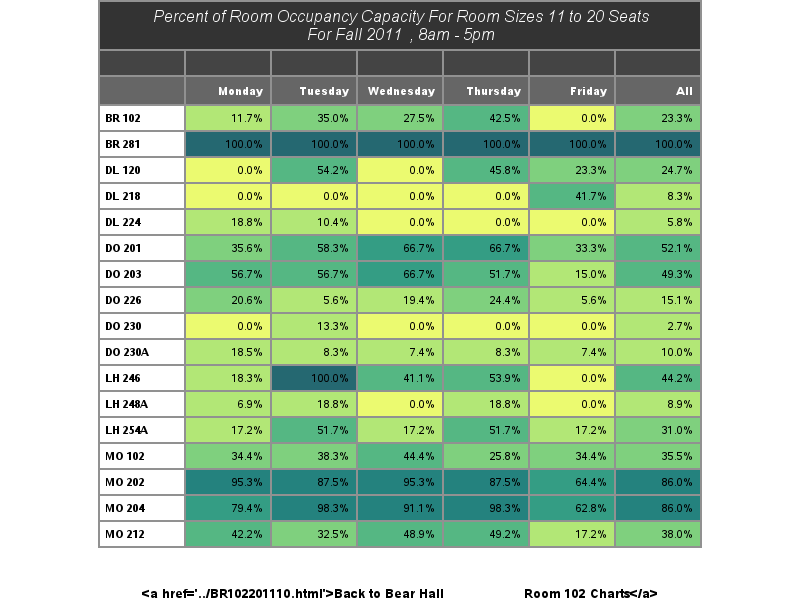 Percent of Room Occupancy Capacity For Room Sizes 11 to 20 Seats
For Fall 2011 , 8am - 5pm
Monday Tuesday Wednesday Thursday Friday All
BR 102 11.7% 35.0% 27.5% 42.5% 0.0% 23.3%
BR 281 100.0% 100.0% 100.0% 100.0% 100.0% 100.0%
DL 120 0.0% 54.2% 0.0% 45.8% 23.3% 24.7%
DL 218 0.0% 0.0% 0.0% 0.0% 41.7% 8.3%
DL 224 18.8% 10.4% 0.0% 0.0% 0.0% 5.8%
DO 201 35.6% 58.3% 66.7% 66.7% 33.3% 52.1%
DO 203 56.7% 56.7% 66.7% 51.7% 15.0% 49.3%
DO 226 20.6% 5.6% 19.4% 24.4% 5.6% 15.1%
DO 230 0.0% 13.3% 0.0% 0.0% 0.0% 2.7%
DO 230A 18.5% 8.3% 7.4% 8.3% 7.4% 10.0%
LH 246 18.3% 100.0% 41.1% 53.9% 0.0% 44.2%
LH 248A 6.9% 18.8% 0.0% 18.8% 0.0% 8.9%
LH 254A 17.2% 51.7% 17.2% 51.7% 17.2% 31.0%
MO 102 34.4% 38.3% 44.4% 25.8% 34.4% 35.5%
MO 202 95.3% 87.5% 95.3% 87.5% 64.4% 86.0%
MO 204 79.4% 98.3% 91.1% 98.3% 62.8% 86.0%
MO 212 42.2% 32.5% 48.9% 49.2% 17.2% 38.0%
<a href='../BR102201110.html'>Back to Bear Hall Room 102 Charts</a>